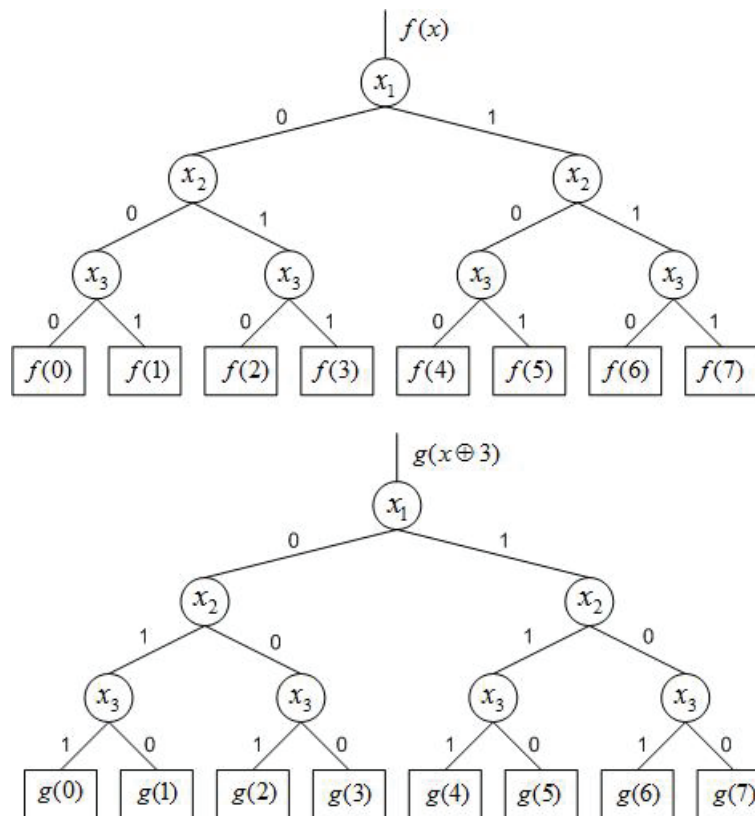 f(x)
x₁
0 1
x₂ x₂
0 1 0 1
x₃ x₃ x₃ x₃
0 1 0 1 0 1 0 1
f(0) f(1) f(2) f(3) f(4) f(5) f(6) f(7)
g(x⊕3)
x₁
0 1
x₂ x₂
1 0 1 0
x₃ x₃ x₃ x₃
1 0 1 0 1 0 1 0
g(0) g(1) g(2) g(3) g(4) g(5) g(6) g(7)